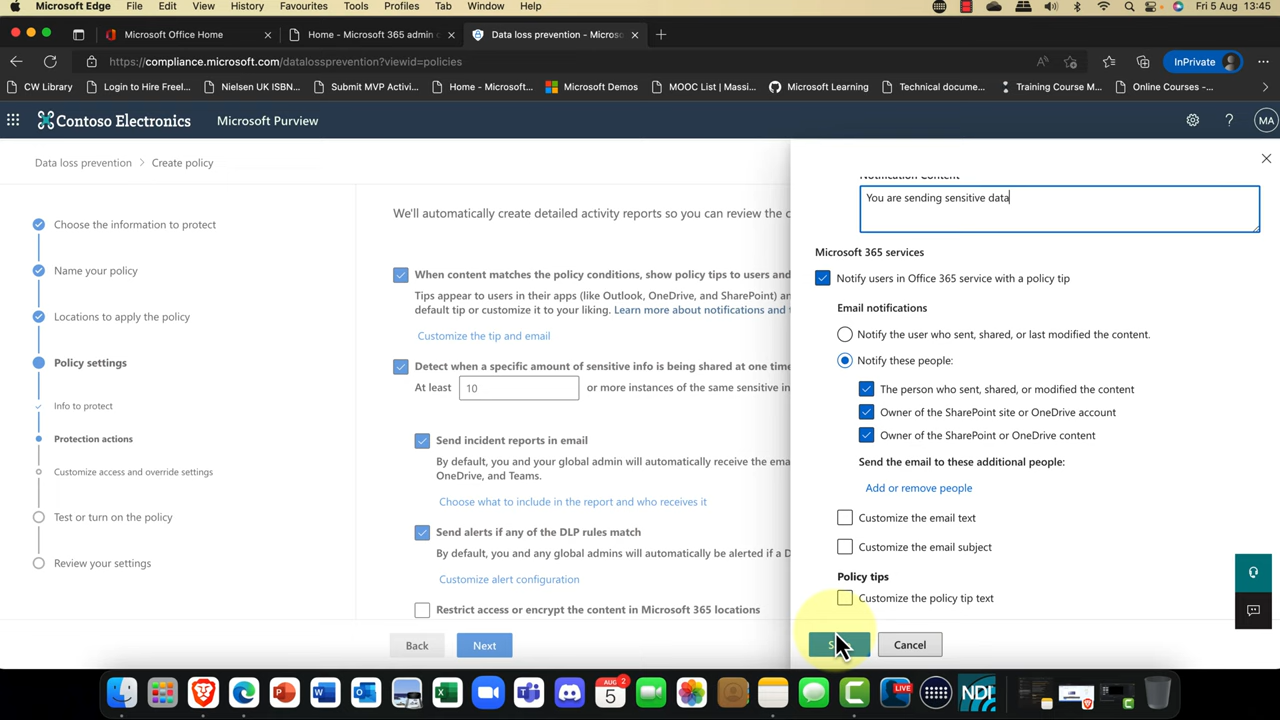 Microsoft Edge File Edit View History Favourites Tools Profiles Tab Window Help Fri 5 Aug 13:45
Microsoft Office Home Home - Microsoft 365 admin c Data loss prevention - Microso
https://compliance.microsoft.com/datalossprevention?viewid=policies InPrivate
CW Library Login to Hire Freel... Nielsen UK ISBN... Submit MVP Activi... Home - Microsoft... Microsoft Demos MOOC List | Massi... Microsoft Learning Technical docume... Training Course M... Online Courses -...
Contoso Electronics Microsoft Purview MA
Data loss prevention Create policy
Choose the information to protect
Name your policy
Locations to apply the policy
Policy settings
Info to protect
Protection actions
Customize access and override settings
Test or turn on the policy
Review your settings
We'll automatically create detailed activity reports so you can review the c
When content matches the policy conditions, show policy tips to users and
Tips appear to users in their apps (like Outlook, OneDrive, and SharePoint) an
default tip or customize it to your liking. Learn more about notifications and t
Customize the tip and email
Detect when a specific amount of sensitive info is being shared at one time
At least 10 or more instances of the same sensitive in
Send incident reports in email
By default, you and your global admin will automatically receive the ema
OneDrive, and Teams.
Choose what to include in the report and who receives it
Send alerts if any of the DLP rules match
By default, you and any global admins will automatically be alerted if a D
Customize alert configuration
Restrict access or encrypt the content in Microsoft 365 locations
Back Next
Notification Content
You are sending sensitive data
Microsoft 365 services
Notify users in Office 365 service with a policy tip
Email notifications
Notify the user who sent, shared, or last modified the content.
Notify these people:
The person who sent, shared, or modified the content
Owner of the SharePoint site or OneDrive account
Owner of the SharePoint or OneDrive content
Send the email to these additional people:
Add or remove people
Customize the email text
Customize the email subject
Policy tips
Customize the policy tip text
Cancel
AUG 2
5
LIVE
NDI